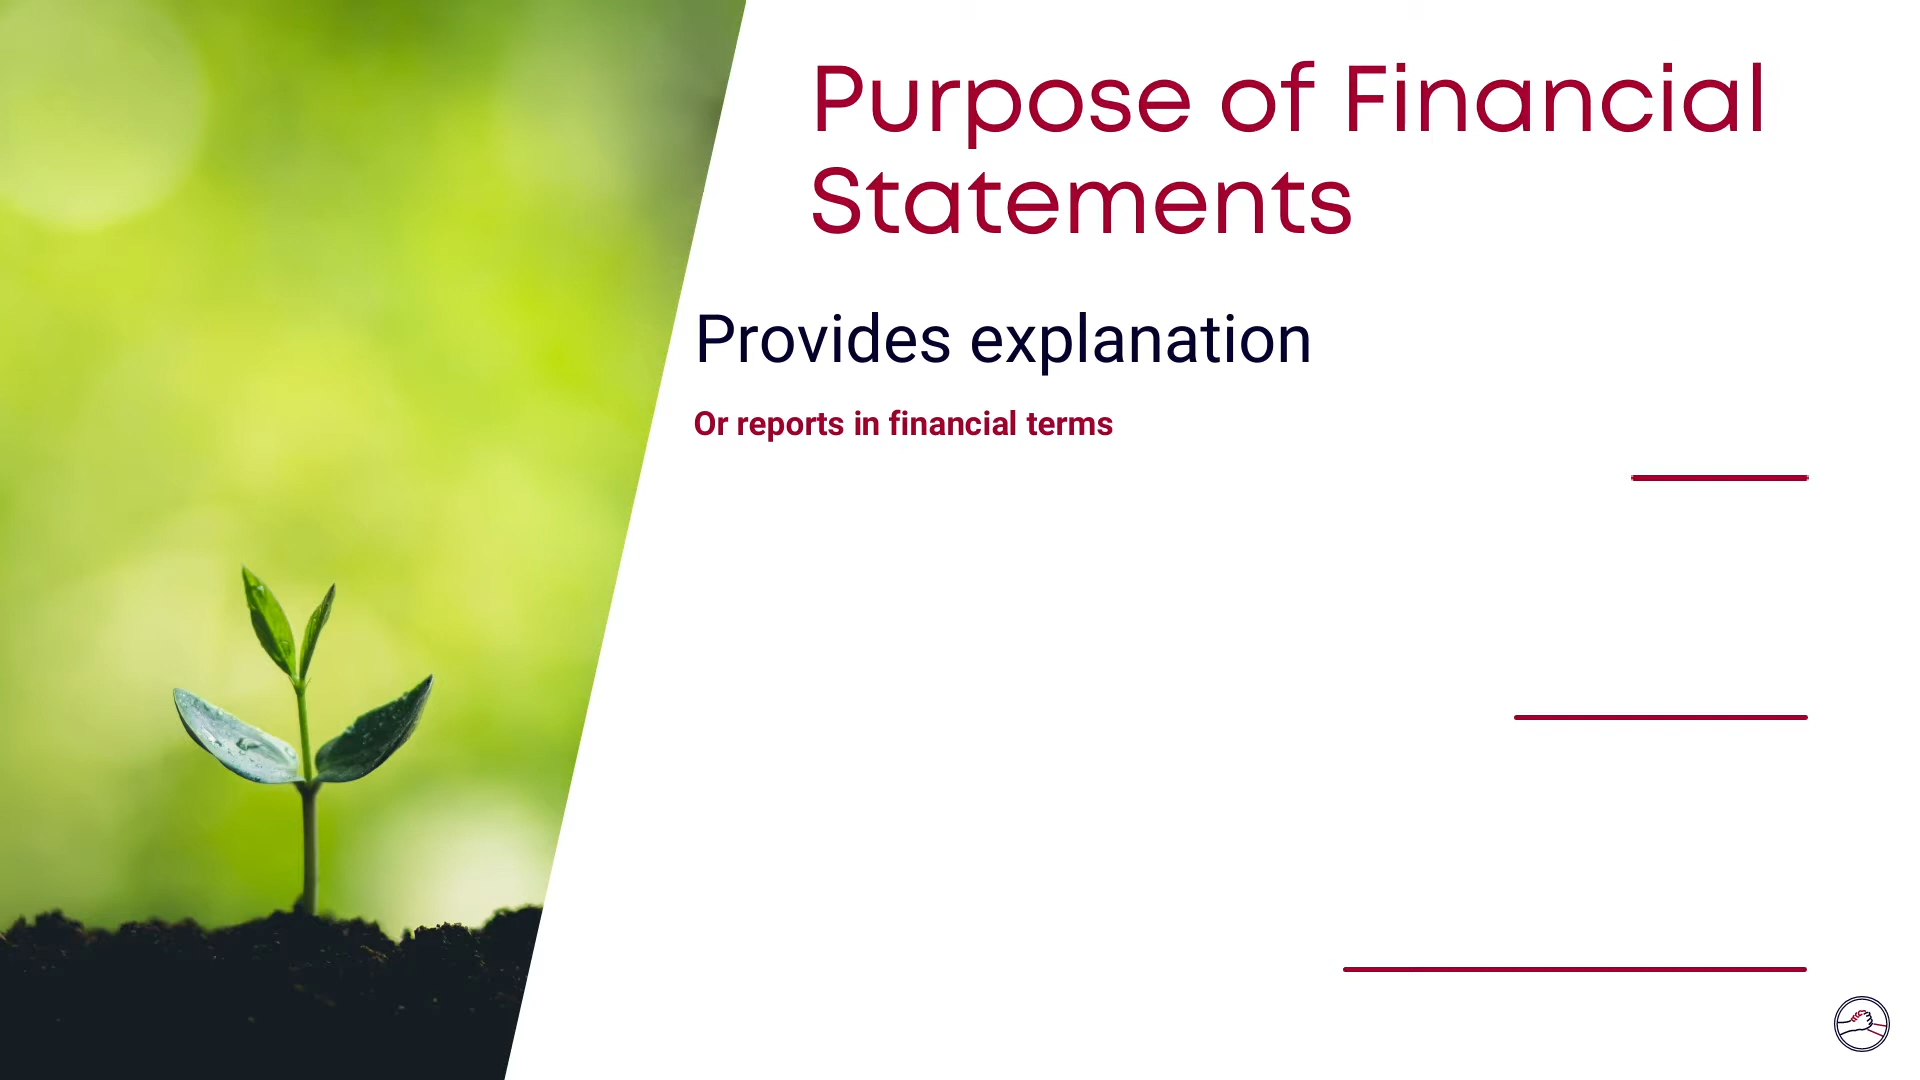 Purpose of Financial
Statements
Provides explanation
Or reports in financial terms